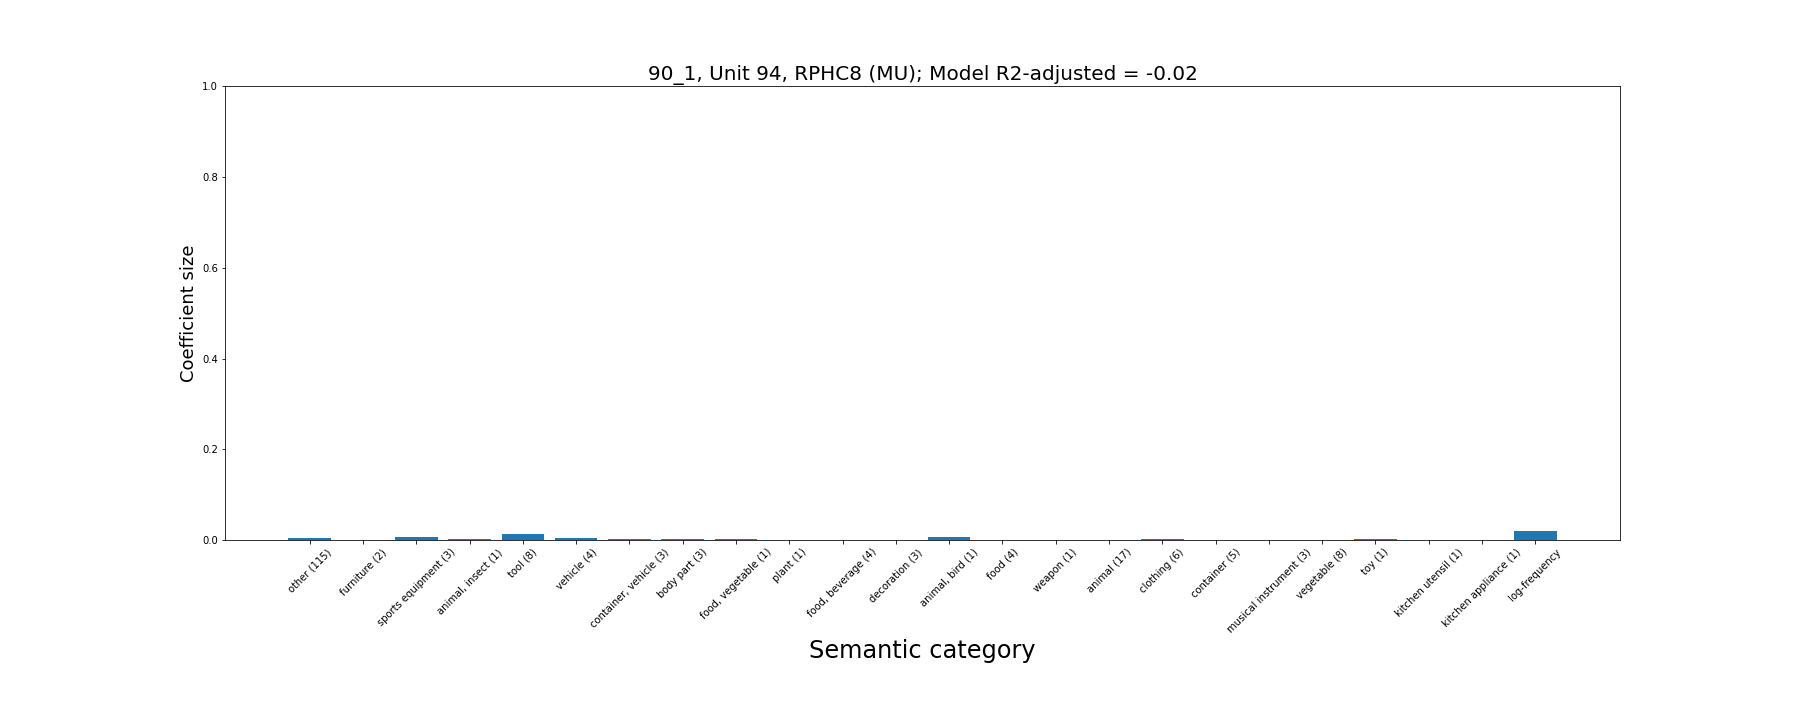 90_1, Unit 94, RPHC8 (MU); Model R2-adjusted = -0.02
1.0
0.8
0.6
0.4
0.2
0.0
Coefficient size
other (115)
furniture (2)
sports equipment (3)
animal, insect (1)
tool (8)
vehicle (4)
container, vehicle (3)
body part (3)
food, vegetable (1)
plant (1)
food, beverage (4)
decoration (3)
animal, bird (1)
food (4)
weapon (1)
animal (17)
clothing (6)
container (5)
musical instrument (3)
vegetable (8)
toy (1)
kitchen utensil (1)
kitchen appliance (1)
log-frequency
Semantic category